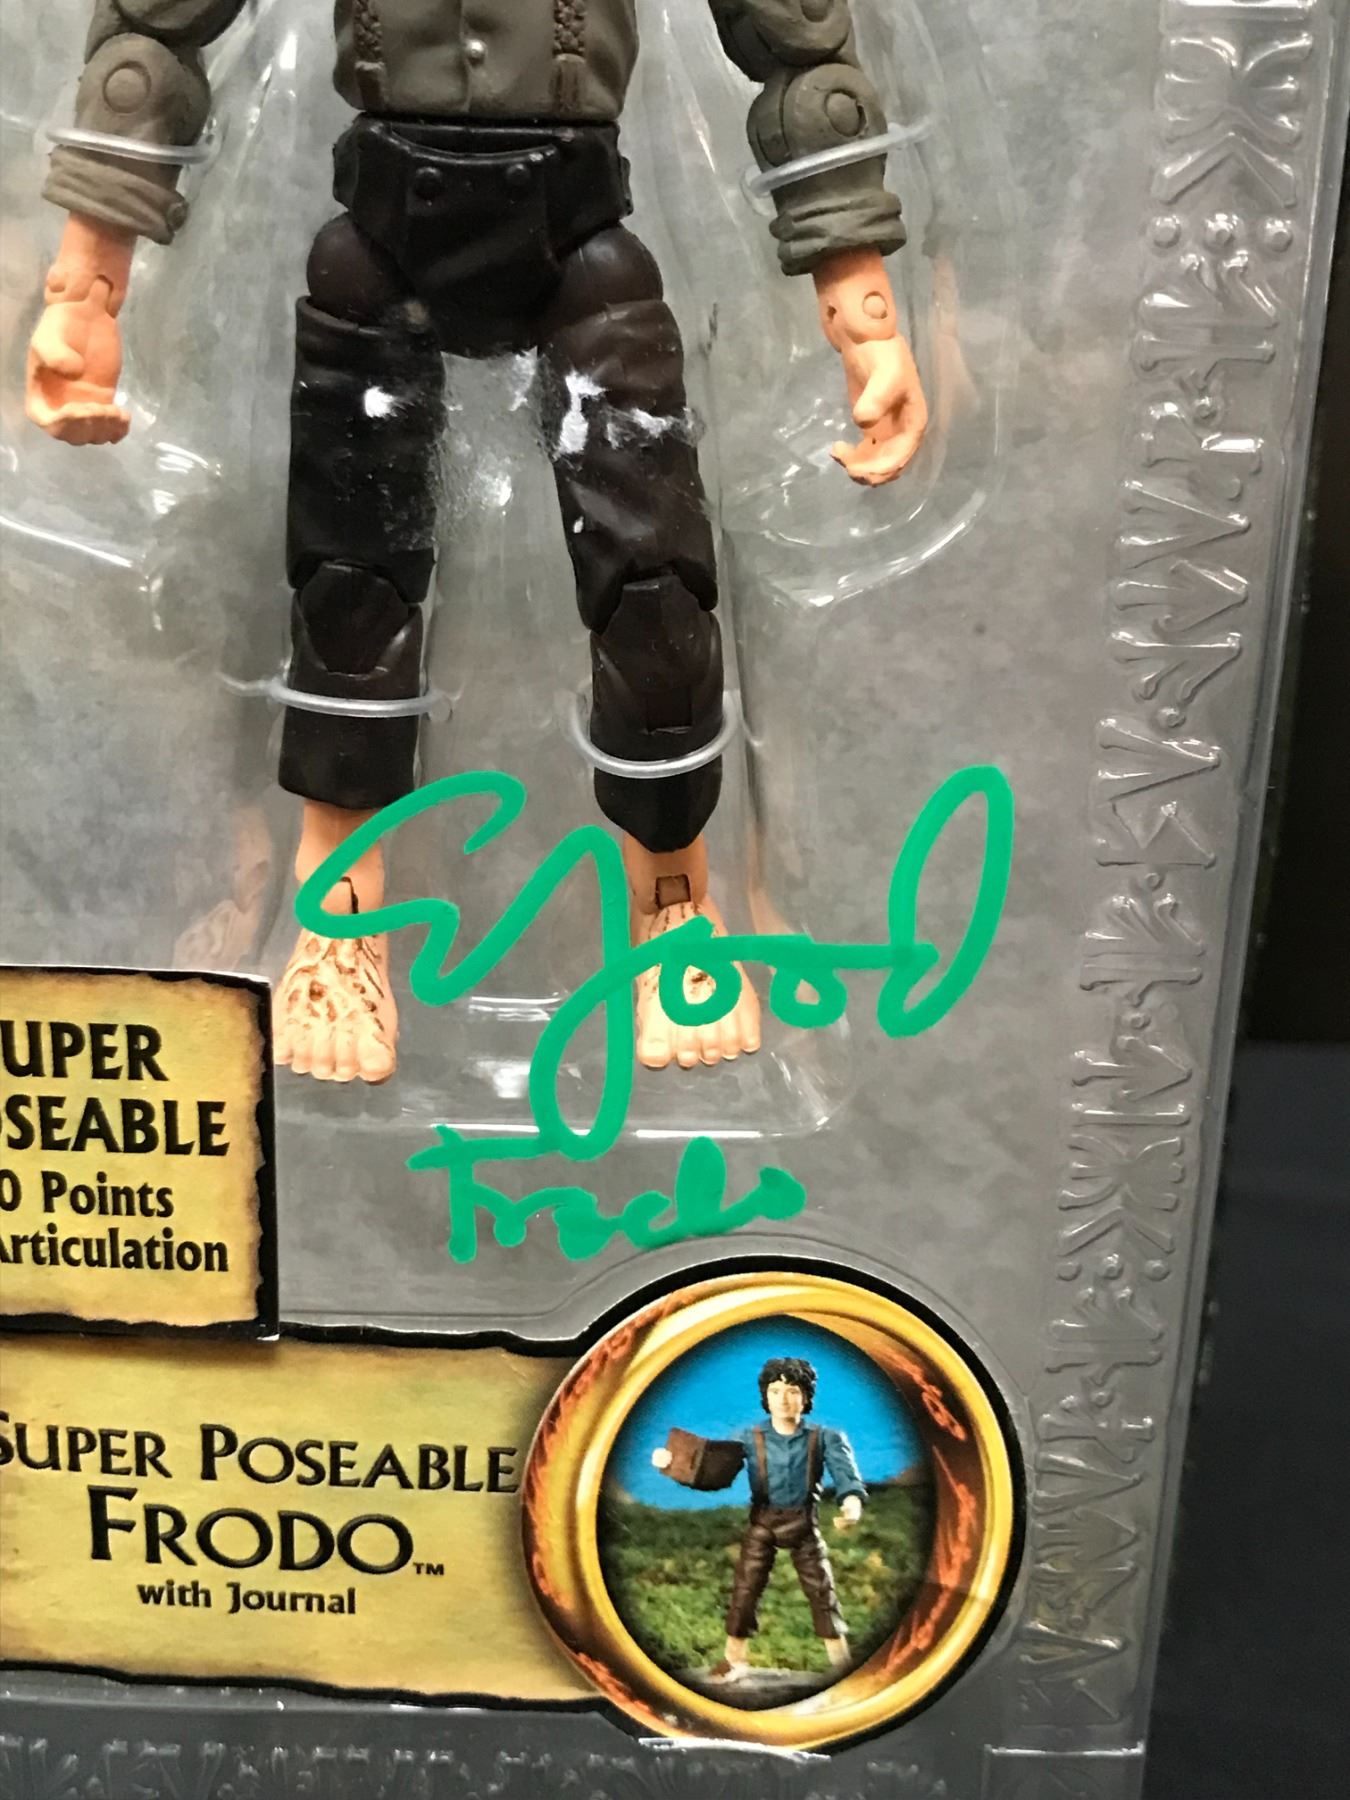 EWood
Frodo
UPER
OSEABLE
0 Points
Articulation
SUPER POSEABLE
FRODO™
with Journal